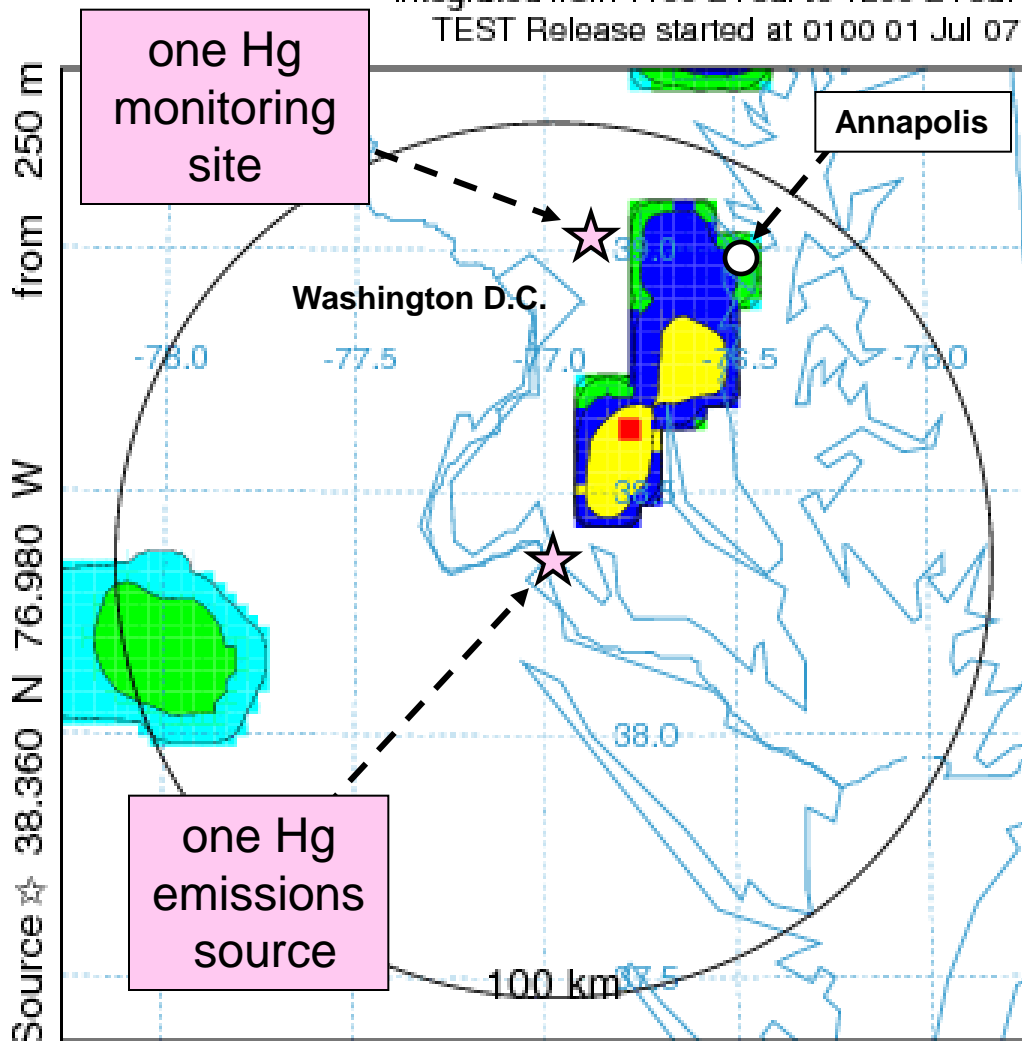 TEST Release started at 0100 01 Jul 07
one Hg
monitoring
site
Annapolis
39.0
Washington D.C.
-78.0
-77.5
-77.0
-76.5
-76.0
38.5
38.0
one Hg
emissions
source
37.5
100 km
Source ☆ 38.360 N 76.980 W from 250 m